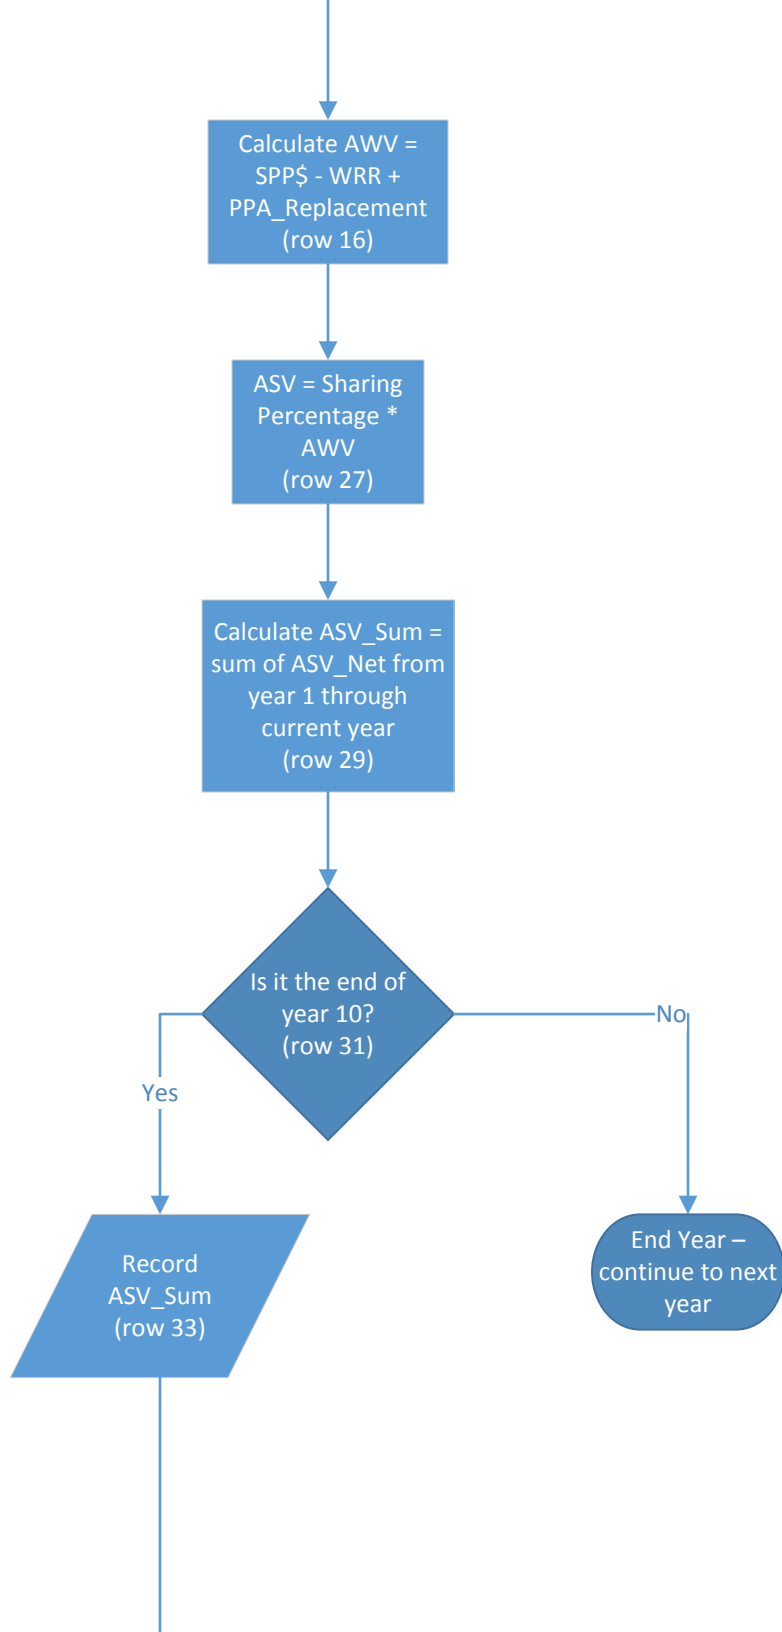 Calculate AWV =
SPP$ - WRR +
PPA_Replacement
(row 16)
ASV = Sharing
Percentage *
AWV
(row 27)
Calculate ASV_Sum =
sum of ASV_Net from
year 1 through
current year
(row 29)
Is it the end of
year 10?
(row 31)
No
Yes
Record
ASV_Sum
(row 33)
End Year –
continue to next
year